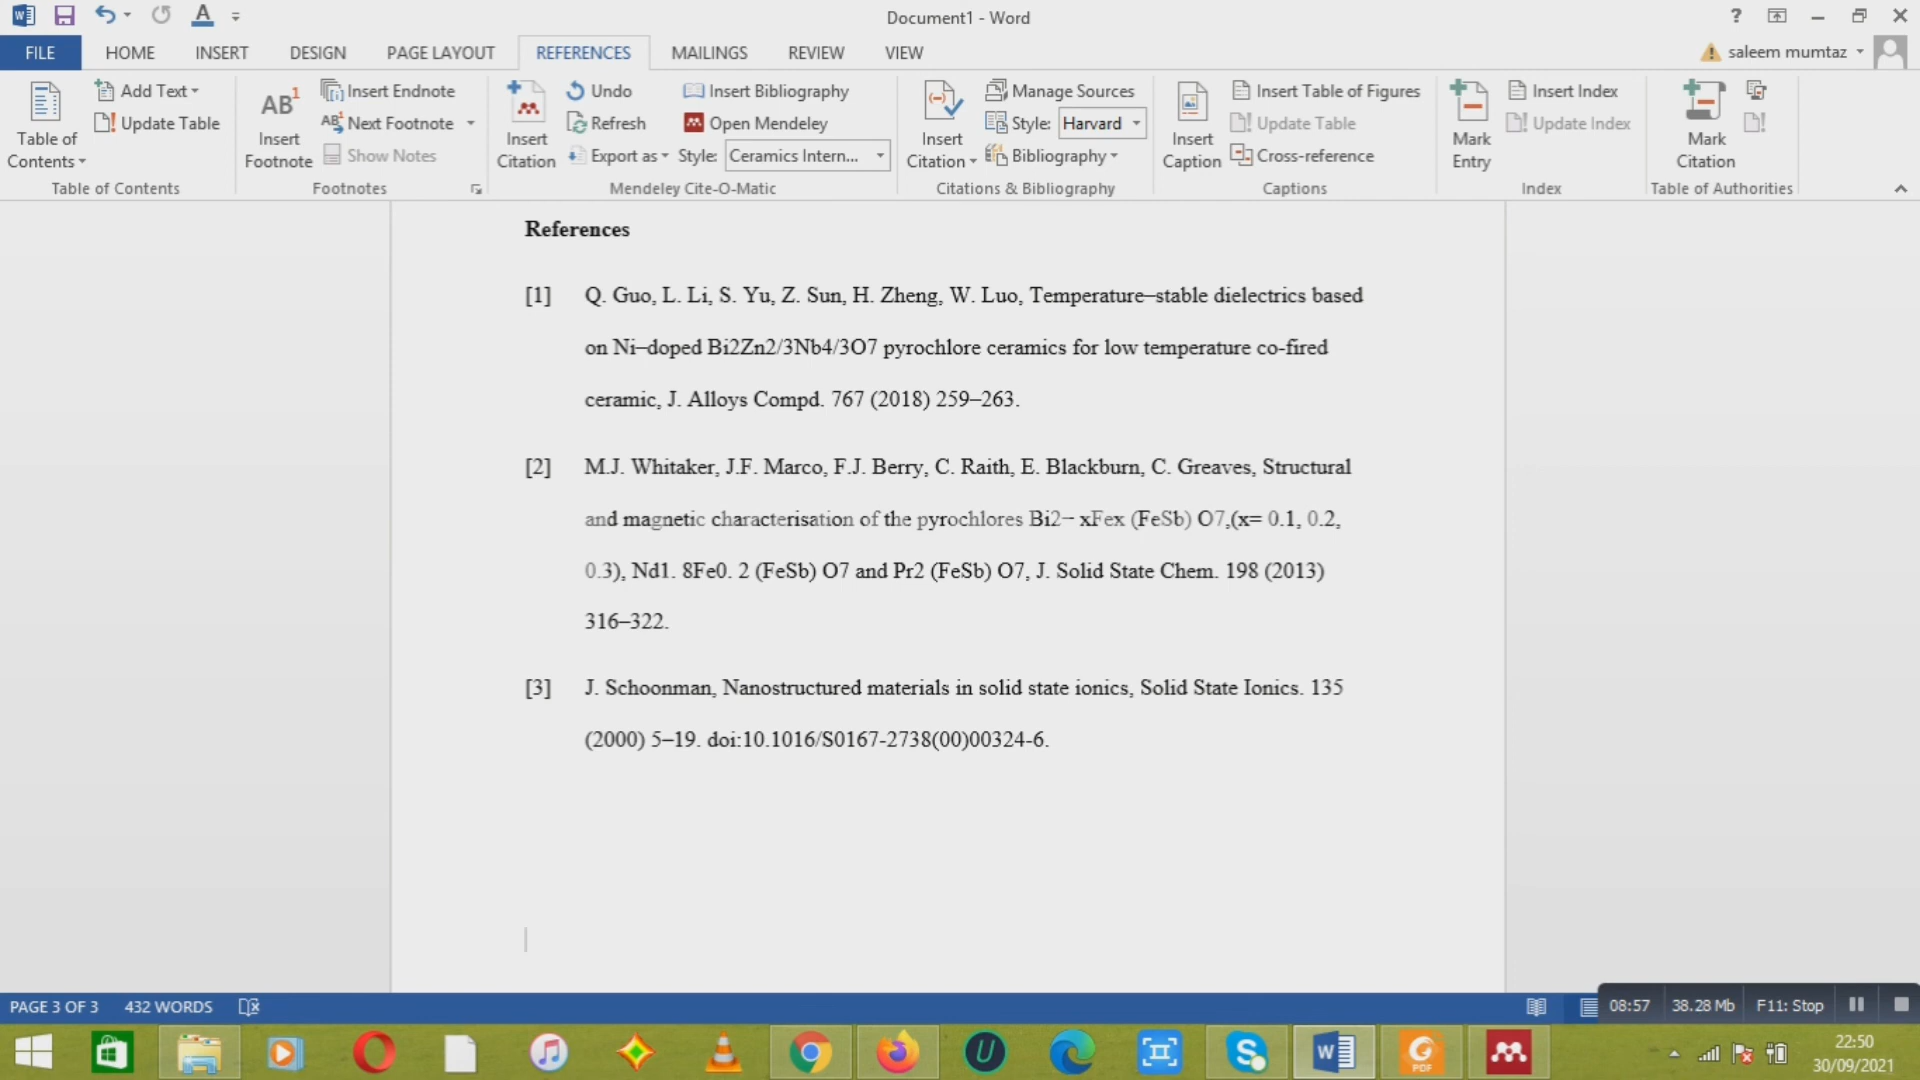 Document1 - Word
FILE HOME INSERT DESIGN PAGE LAYOUT REFERENCES MAILINGS REVIEW VIEW saleem mumtaz
Table of Contents
Add Text
Update Table
Table of Contents
AB1
Insert Footnote
Insert Endnote
Next Footnote
Show Notes
Footnotes
Insert Citation
Undo
Refresh
Export as
Insert Bibliography
Open Mendeley
Style: Ceramics Intern...
Mendeley Cite-O-Matic
Insert Citation
Manage Sources
Style: Harvard
Bibliography
Citations & Bibliography
Insert Caption
Insert Table of Figures
Update Table
Cross-reference
Captions
Mark Entry
Insert Index
Update Index
Index
Mark Citation
Table of Authorities
References
[1] Q. Guo, L. Li, S. Yu, Z. Sun, H. Zheng, W. Luo, Temperature–stable dielectrics based
on Ni–doped Bi2Zn2/3Nb4/3O7 pyrochlore ceramics for low temperature co-fired
ceramic, J. Alloys Compd. 767 (2018) 259–263.
[2] M.J. Whitaker, J.F. Marco, F.J. Berry, C. Raith, E. Blackburn, C. Greaves, Structural
and magnetic characterisation of the pyrochlores Bi2− xFex (FeSb) O7,(x= 0.1, 0.2,
0.3), Nd1. 8Fe0. 2 (FeSb) O7 and Pr2 (FeSb) O7, J. Solid State Chem. 198 (2013)
316–322.
[3] J. Schoonman, Nanostructured materials in solid state ionics, Solid State Ionics. 135
(2000) 5–19. doi:10.1016/S0167-2738(00)00324-6.
PAGE 3 OF 3 432 WORDS
08:57 38.28 Mb F11: Stop
22:50
30/09/2021